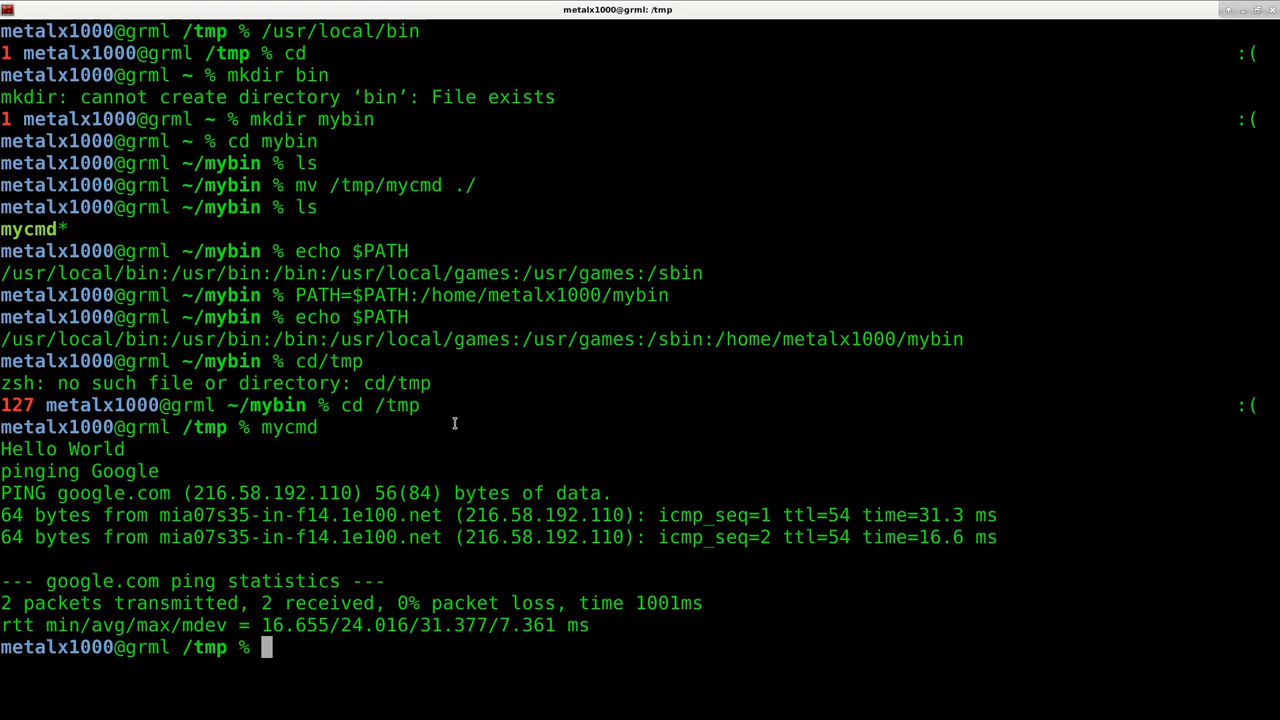 metalx1000@grml: /tmp
metalx1000@grml /tmp % /usr/local/bin
1 metalx1000@grml /tmp % cd :(
metalx1000@grml ~ % mkdir bin
mkdir: cannot create directory ‘bin’: File exists
1 metalx1000@grml ~ % mkdir mybin :(
metalx1000@grml ~ % cd mybin
metalx1000@grml ~/mybin % ls
metalx1000@grml ~/mybin % mv /tmp/mycmd ./
metalx1000@grml ~/mybin % ls
mycmd*
metalx1000@grml ~/mybin % echo $PATH
/usr/local/bin:/usr/bin:/bin:/usr/local/games:/usr/games:/sbin
metalx1000@grml ~/mybin % PATH=$PATH:/home/metalx1000/mybin
metalx1000@grml ~/mybin % echo $PATH
/usr/local/bin:/usr/bin:/bin:/usr/local/games:/usr/games:/sbin:/home/metalx1000/mybin
metalx1000@grml ~/mybin % cd/tmp
zsh: no such file or directory: cd/tmp
127 metalx1000@grml ~/mybin % cd /tmp :(
metalx1000@grml /tmp % mycmd
Hello World
pinging Google
PING google.com (216.58.192.110) 56(84) bytes of data.
64 bytes from mia07s35-in-f14.1e100.net (216.58.192.110): icmp_seq=1 ttl=54 time=31.3 ms
64 bytes from mia07s35-in-f14.1e100.net (216.58.192.110): icmp_seq=2 ttl=54 time=16.6 ms
--- google.com ping statistics ---
2 packets transmitted, 2 received, 0% packet loss, time 1001ms
rtt min/avg/max/mdev = 16.655/24.016/31.377/7.361 ms
metalx1000@grml /tmp %